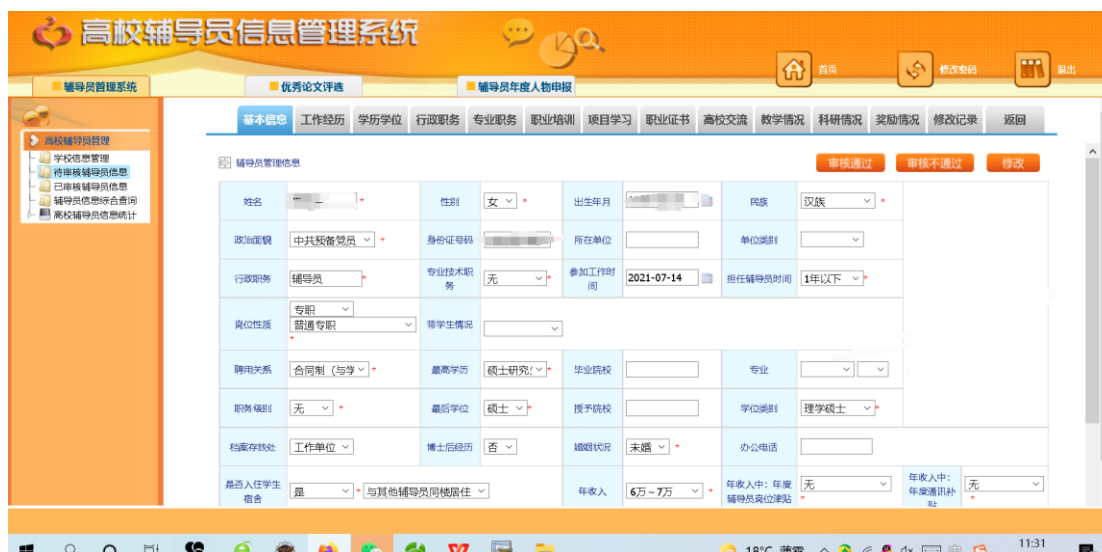 高校辅导员信息管理系统
首页 修改密码 退出
辅导员管理系统 优秀论文评选 辅导员年度人物申报
基本信息 工作经历 学历学位 行政职务 专业职务 职业培训 项目学习 职业证书 高校交流 教学情况 科研情况 奖励情况 修改记录 返回
高校辅导员管理
学校信息管理
待审核辅导员信息
已审核辅导员信息
辅导员信息综合查询
高校辅导员信息统计
辅导员管理信息 审核通过 审核不通过 修改
姓名 * 性别 女 * 出生年月 民族 汉族 *
政治面貌 中共预备党员 * 身份证号码 所在单位 单位类别
行政职务 辅导员 * 专业技术职务 无 * 参加工作时间 2021-07-14 担任辅导员时间 1年以下 *
岗位性质 专职
普通专职
* 带学生情况
聘用关系 合同制（与学 * 最高学历 硕士研究 * 毕业院校 专业
职务级别 无 * 最后学位 硕士 * 授予院校 学位类别 理学硕士 *
档案存放处 工作单位 博士后经历 否 婚姻状况 未婚 * 办公电话
是否入住学生宿舍 是 * 与其他辅导员同楼居住 年收入 6万~7万 * 年收入中：年度辅导员岗位津贴 无 * 年收入中：年度通讯补贴 无 *
18°C 11:31